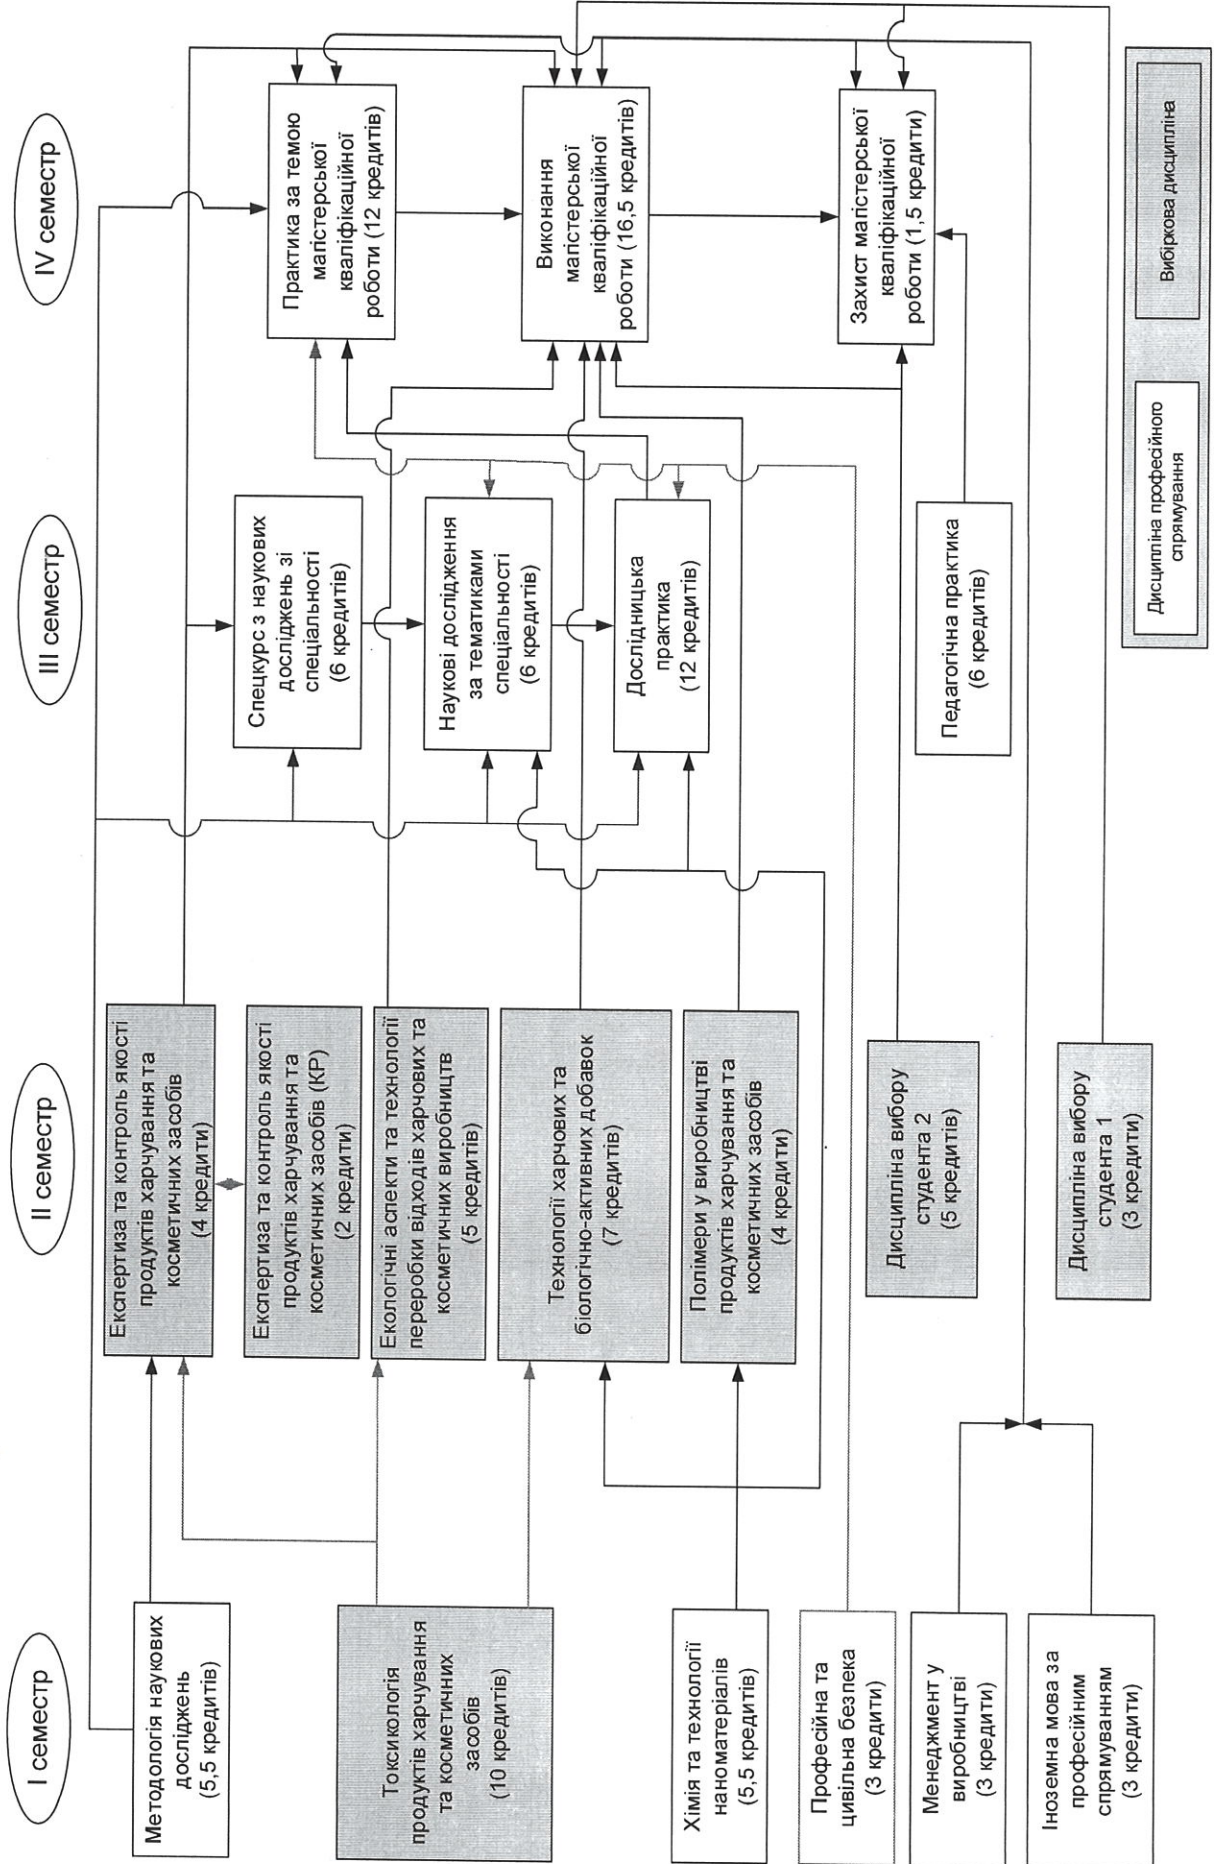 I семестр
II семестр
III семестр
IV семестр
Методологія наукових
досліджень
(5,5 кредитів)
Токсикологія
продуктів харчування
та косметичних
засобів
(10 кредитів)
Хімія та технології
наноматеріалів
(5,5 кредитів)
Професійна та
цивільна безпека
(3 кредити)
Менеджмент у
виробництві
(3 кредити)
Іноземна мова за
професійним
спрямуванням
(3 кредити)
Експертиза та контроль якості
продуктів харчування та
косметичних засобів
(4 кредити)
Експертиза та контроль якості
продуктів харчування та
косметичних засобів (КР)
(2 кредити)
Екологічні аспекти та технології
переробки відходів харчових та
косметичних виробництв
(5 кредитів)
Технології харчових та
біологічно-активних добавок
(7 кредитів)
Полімери у виробництві
продуктів харчування та
косметичних засобів
(4 кредити)
Дисципліна вибору
студента 2
(5 кредитів)
Дисципліна вибору
студента 1
(3 кредити)
Спецкурс з наукових
досліджень зі
спеціальності
(6 кредитів)
Наукові дослідження
за тематиками
спеціальності
(6 кредитів)
Дослідницька
практика
(12 кредитів)
Педагогічна практика
(6 кредитів)
Практика за темою
магістерської
кваліфікаційної
роботи (12 кредитів)
Виконання
магістерської
кваліфікаційної
роботи (16,5 кредитів)
Захист магістерської
кваліфікаційної
роботи (1,5 кредити)
Дисципліна професійного
спрямування
Вибіркова дисципліна